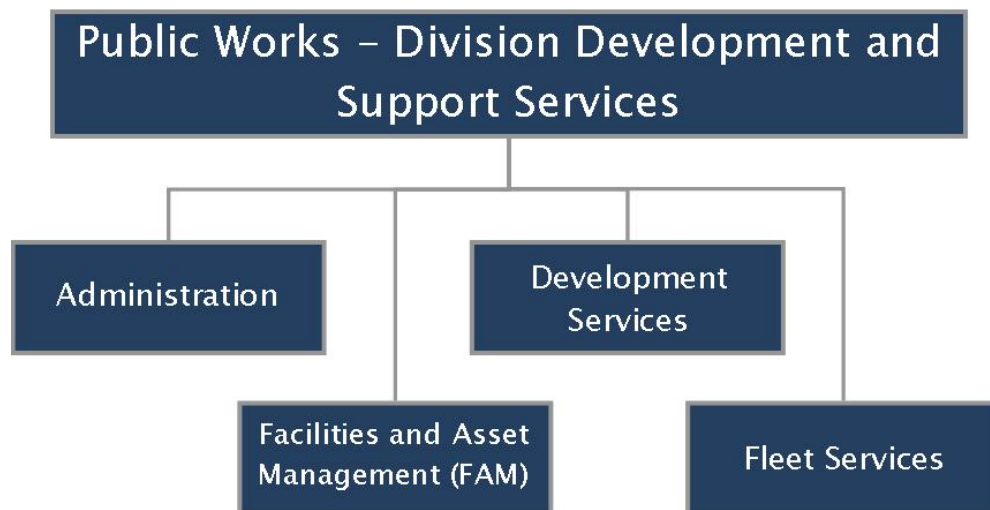 Public Works – Division Development and
Support Services
Administration
Development
Services
Facilities and Asset
Management (FAM)
Fleet Services